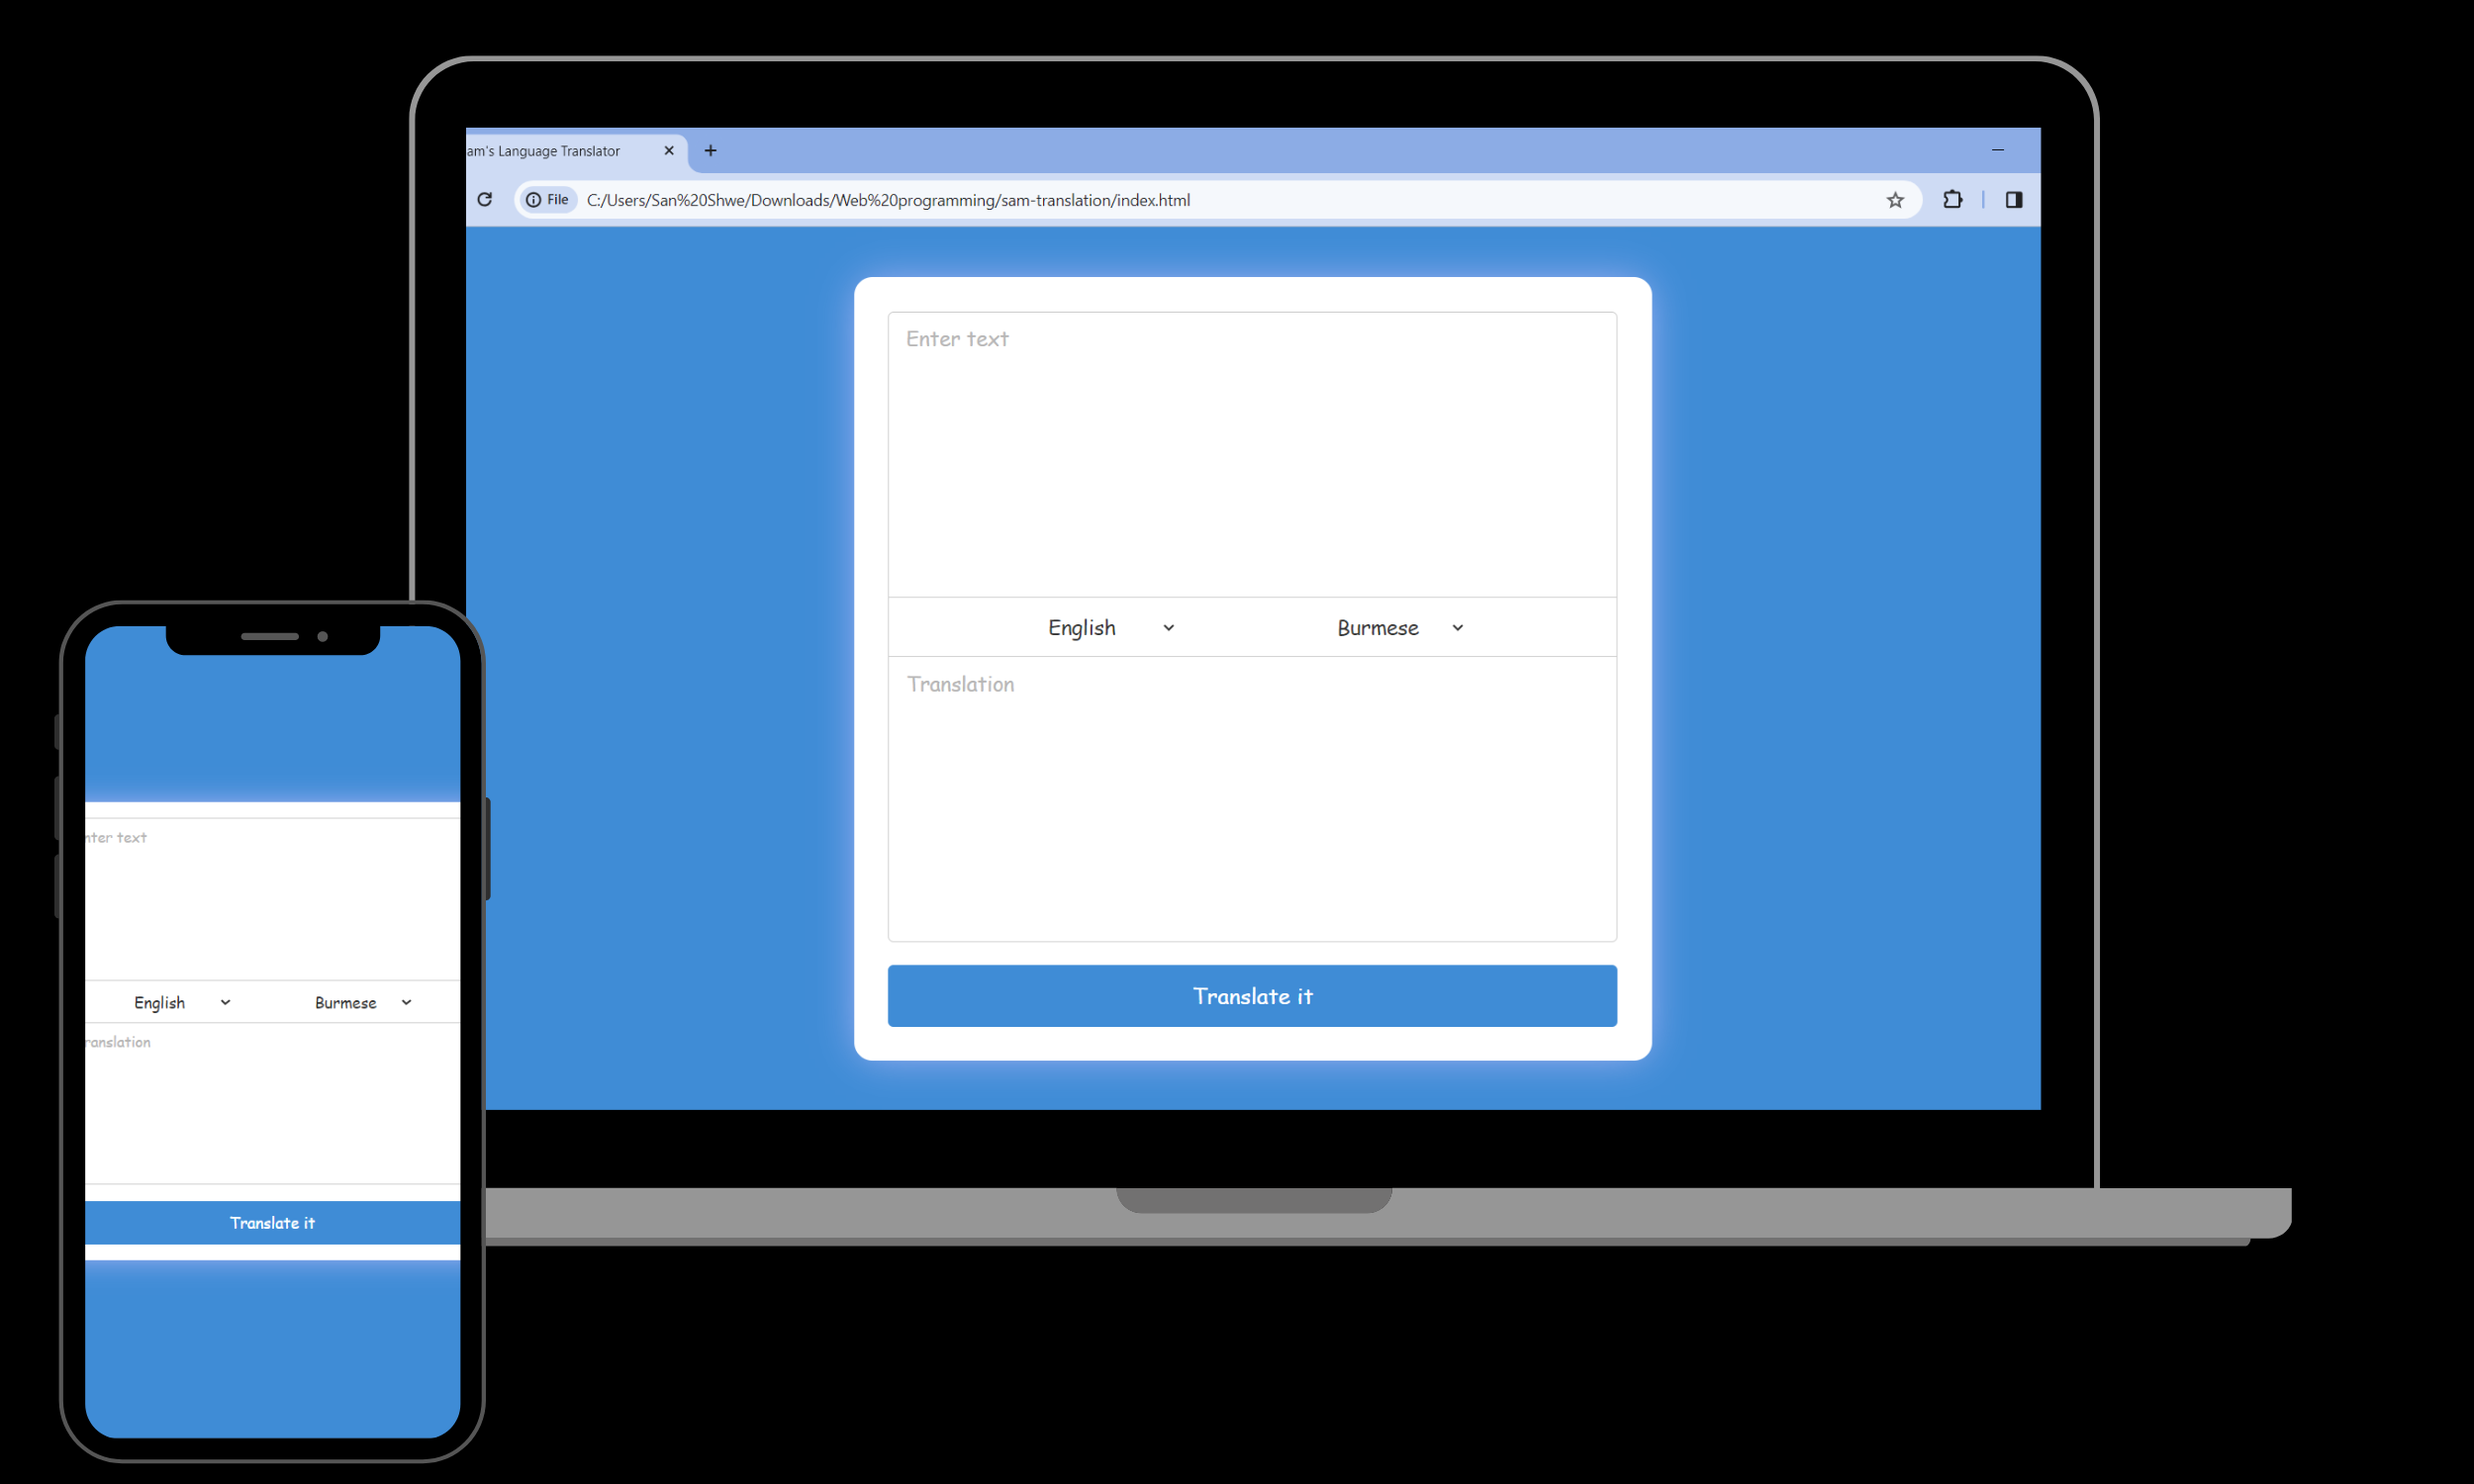 am's Language Translator
File C:/Users/San%20Shwe/Downloads/Web%20programming/sam-translation/index.html
Enter text
English Burmese
Translation
Translate it
nter text
English Burmese
ranslation
Translate it